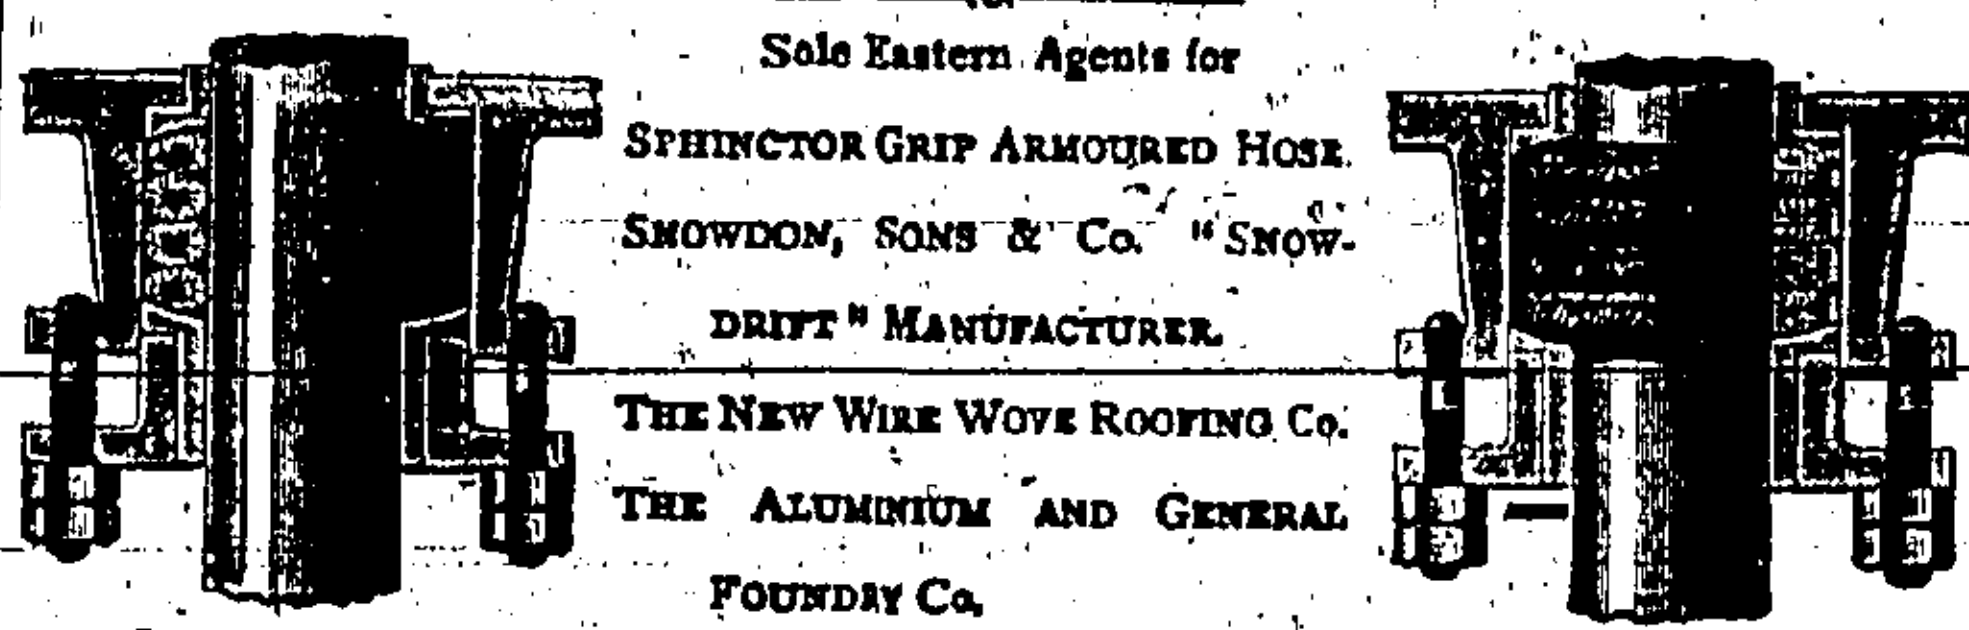 Sole Eastern Agents for
SPHINCTOR GRIP ARMOURED HOSE.
SNOWDON, SONS & Co. "SNOW-
DRIFT" MANUFACTURER.
THE NEW WIRE WOVE ROOFING Co.
THE ALUMINIUM AND GENERAL
FOUNDRY Co.